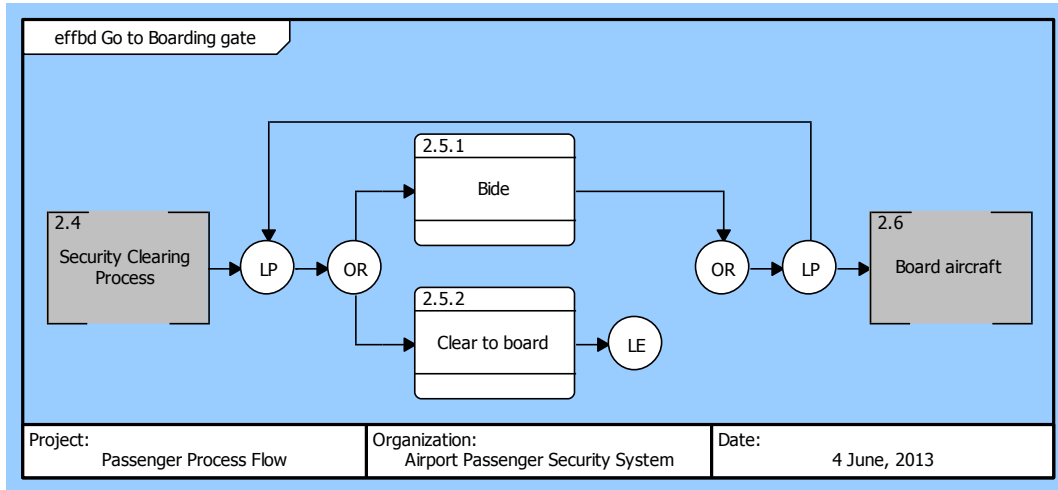 effbd Go to Boarding gate
2.4
Security Clearing
Process
LP
OR
2.5.1
Bide
2.5.2
Clear to board
LE
OR
LP
2.6
Board aircraft
Project:
Passenger Process Flow
Organization:
Airport Passenger Security System
Date:
4 June, 2013